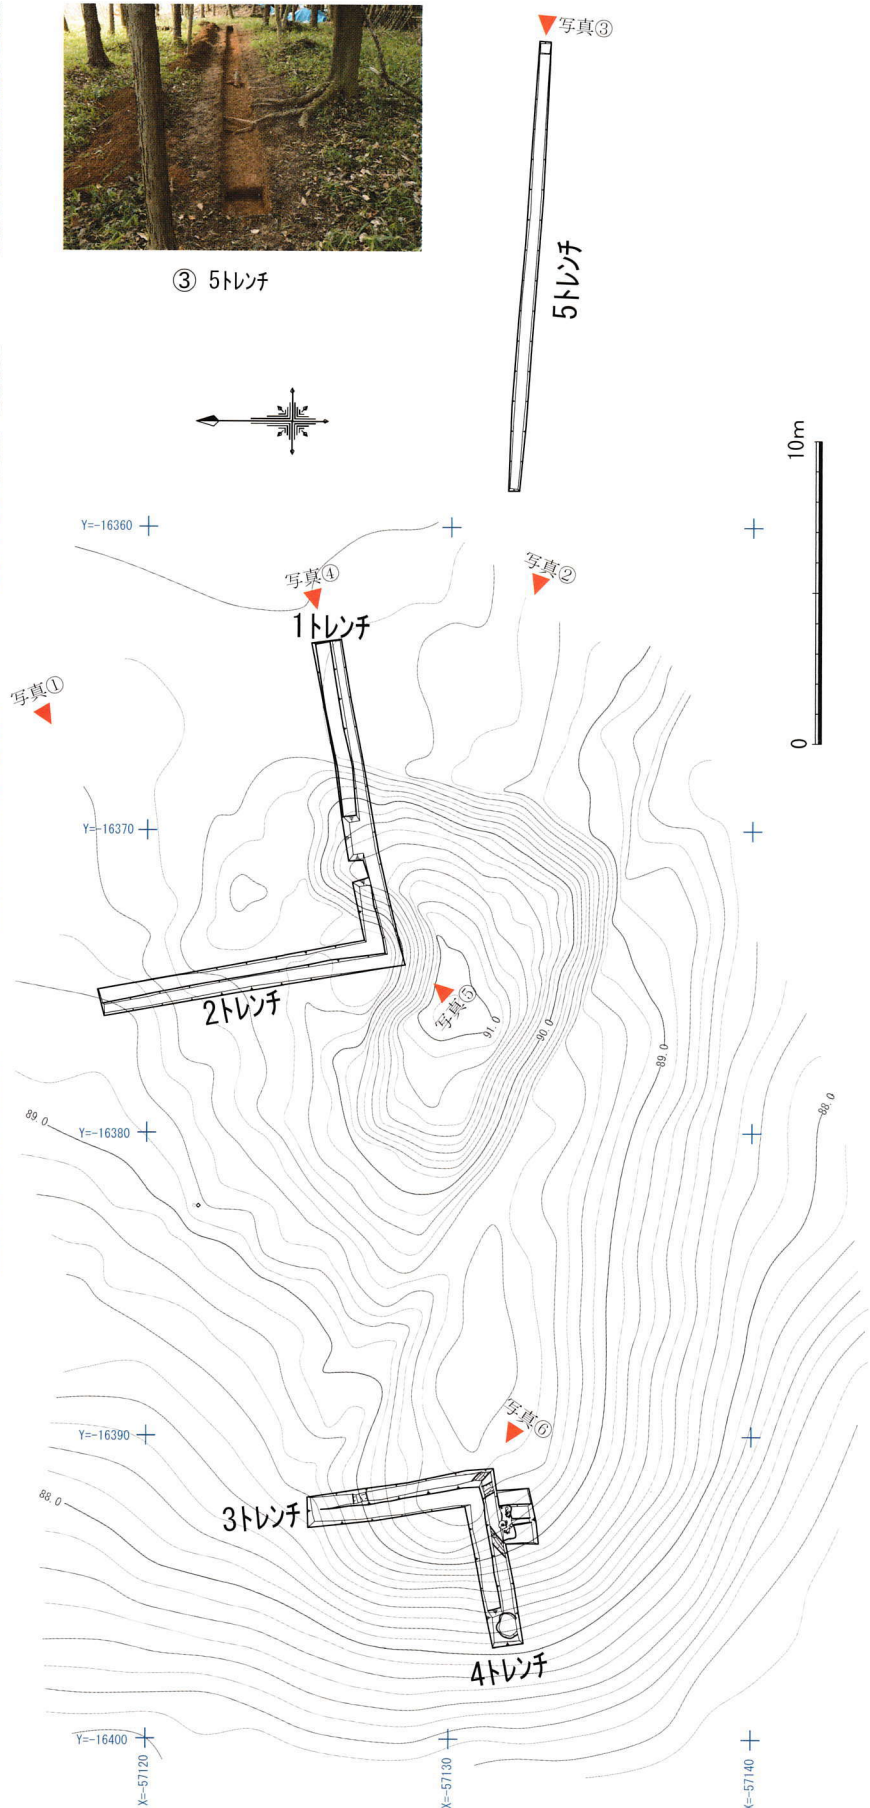 写真③
③ 5トレンチ
5トレンチ
10m
0
Y=-16360
写真②
写真④
1トレンチ
写真①
Y=-16370
2トレンチ
写真⑤
91.0
90.0
89.0
88.0
89.0
Y=-16380
写真⑥
Y=-16390
88.0
3トレンチ
4トレンチ
Y=-16400
X=-57120
X=-57130
X=-57140